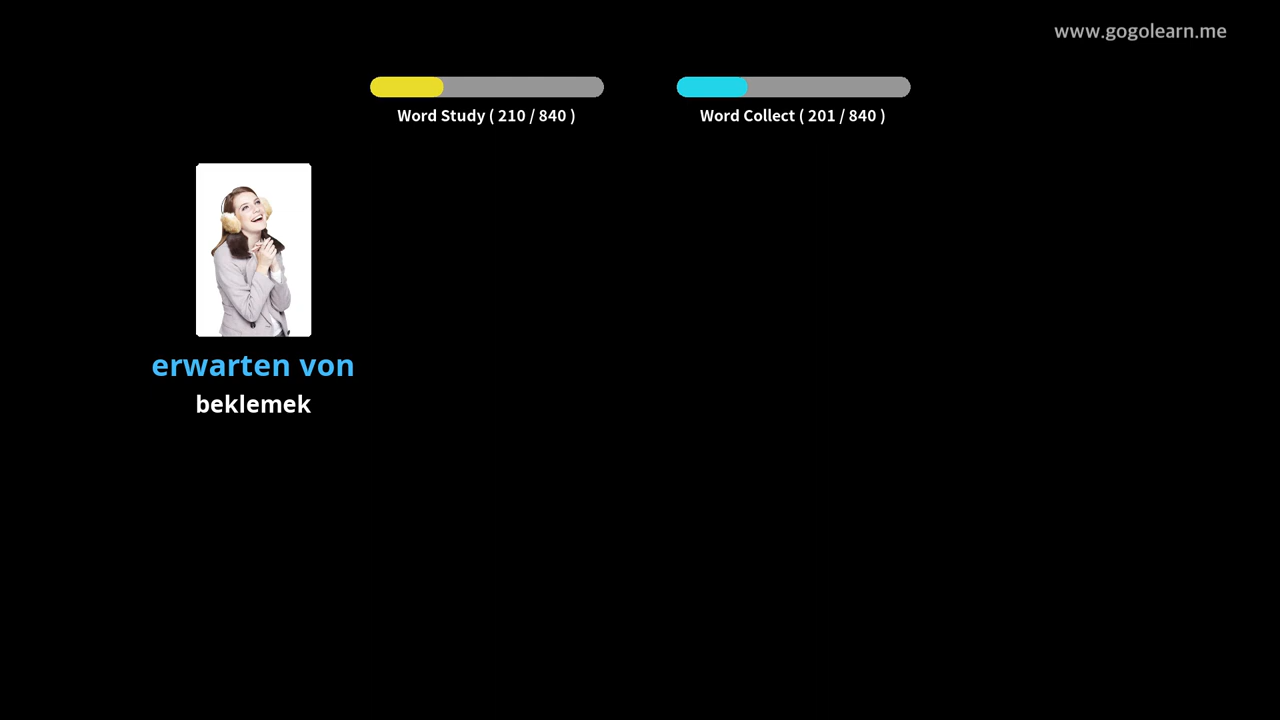 www.gogolearn.me
Word Study ( 210 / 840 )
Word Collect ( 201 / 840 )
erwarten von
beklemek